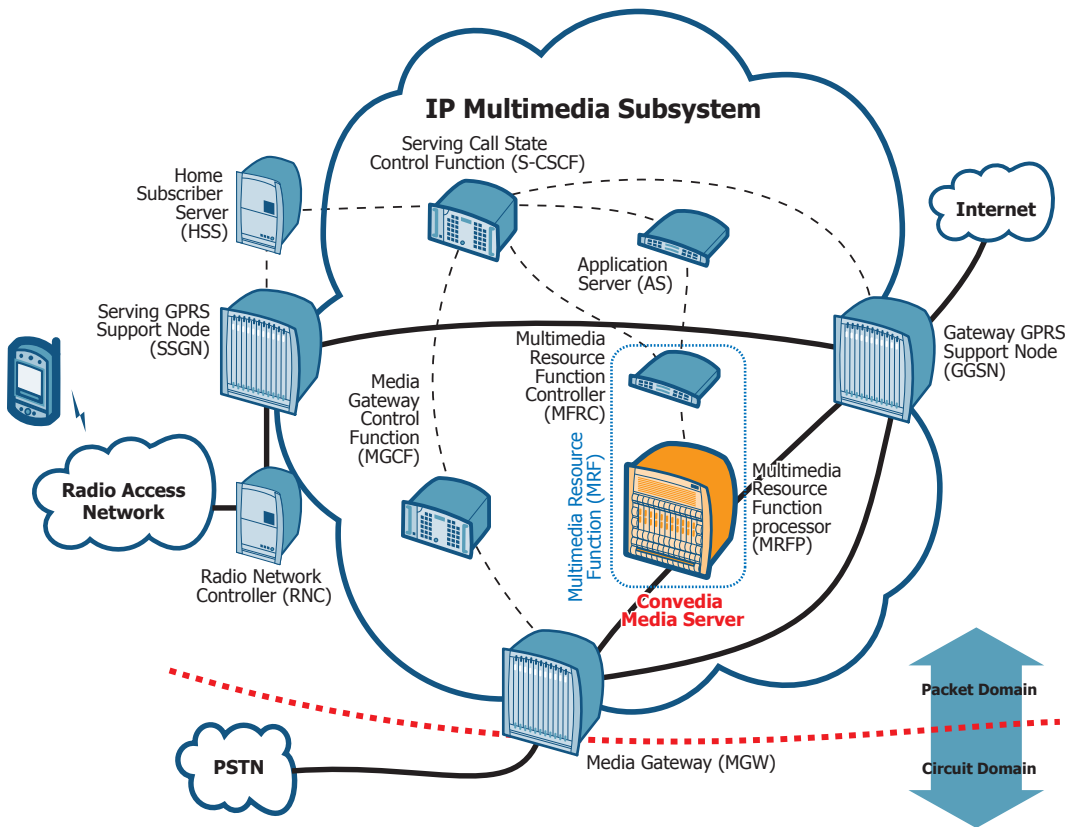 IP Multimedia Subsystem
Serving Call State
Control Function (S-CSCF)
Home
Subscriber
Server
(HSS)
Internet
Application
Server (AS)
Serving GPRS
Support Node
(SSGN)
Gateway GPRS
Support Node
(GGSN)
Multimedia
Resource
Function
Controller
(MFRC)
Media
Gateway
Control
Function
(MGCF)
Multimedia Resource
Function (MRF)
Multimedia
Resource
Function
processor
(MRFP)
Radio Access
Network
Radio Network
Controller (RNC)
Convedia
Media Server
Packet Domain
Circuit Domain
PSTN
Media Gateway (MGW)